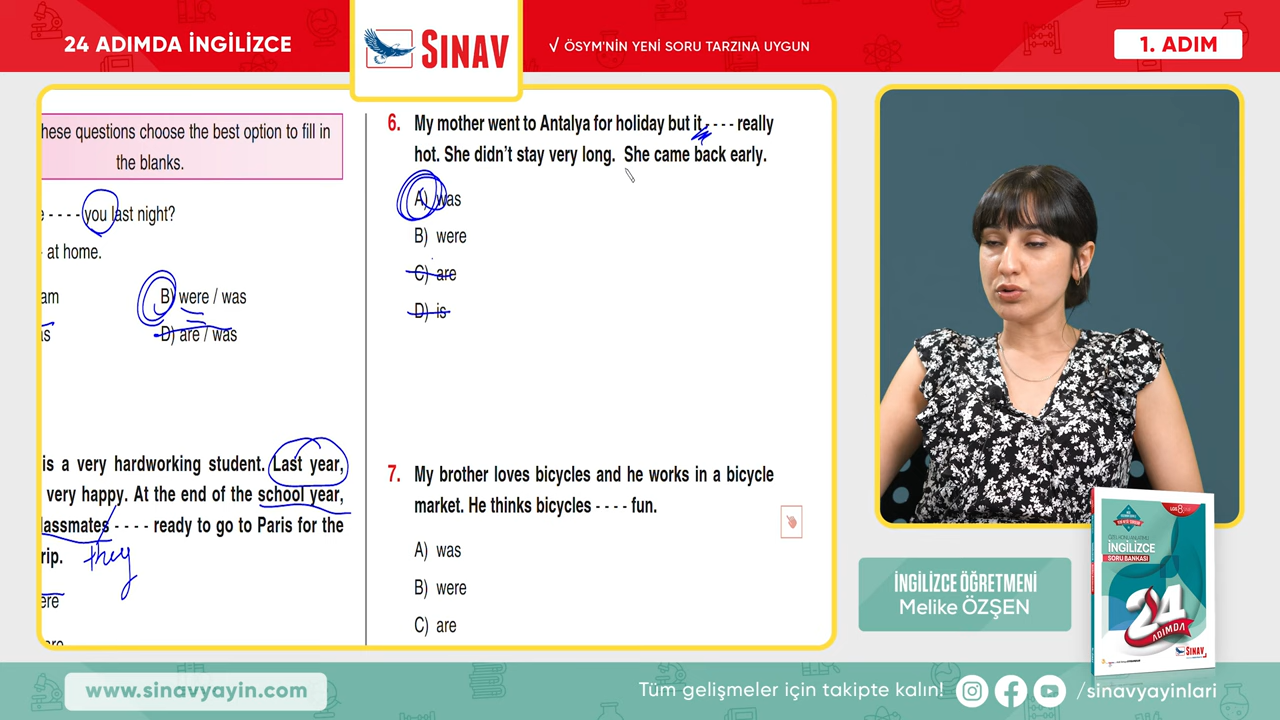 24 ADIMDA İNGİLİZCE
SINAV
√ ÖSYM'NİN YENİ SORU TARZINA UYGUN
1. ADIM
hese questions choose the best option to fill in
the blanks.
- - - - you last night?
at home.
am
B) were / was
D) are / was
is a very hardworking student. Last year,
very happy. At the end of the school year,
lassmates - - - - ready to go to Paris for the
rip.
they
ere
6. My mother went to Antalya for holiday but it - - - - really
hot. She didn't stay very long. She came back early.
A) was
B) were
C) are
D) is
7. My brother loves bicycles and he works in a bicycle
market. He thinks bicycles - - - - fun.
A) was
B) were
C) are
İNGİLİZCE ÖĞRETMENİ
Melike ÖZŞEN
LGS 8
İNGİLİZCE
SORU BANKASI
24
ADIMDA
SINAV
www.sinavyayin.com
Tüm gelişmeler için takipte kalın!
/sinavyayinlari